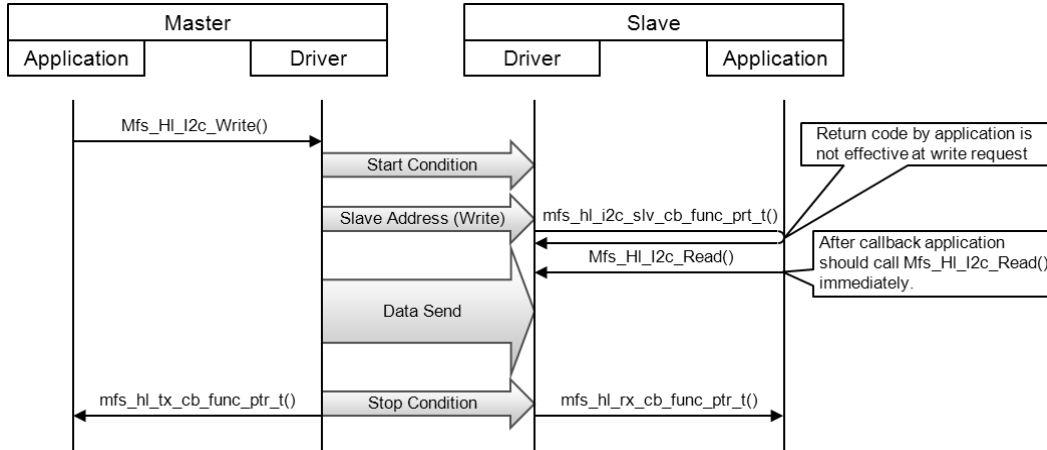 Master
Slave
Application
Driver
Driver
Application
Mfs_Hl_I2c_Write()
Return code by application is
not effective at write request
Start Condition
Slave Address (Write)
mfs_hl_i2c_slv_cb_func_prt_t()
Mfs_Hl_I2c_Read()
After callback application
should call Mfs_Hl_I2c_Read()
immediately.
Data Send
mfs_hl_tx_cb_func_ptr_t()
Stop Condition
mfs_hl_rx_cb_func_ptr_t()